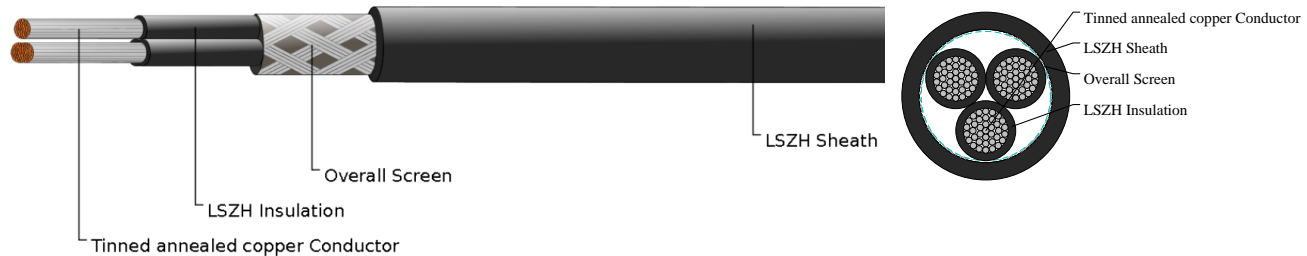 LSZH Sheath
Overall Screen
LSZH Insulation
Tinned annealed copper Conductor
Tinned annealed copper Conductor
LSZH Sheath
Overall Screen
LSZH Insulation